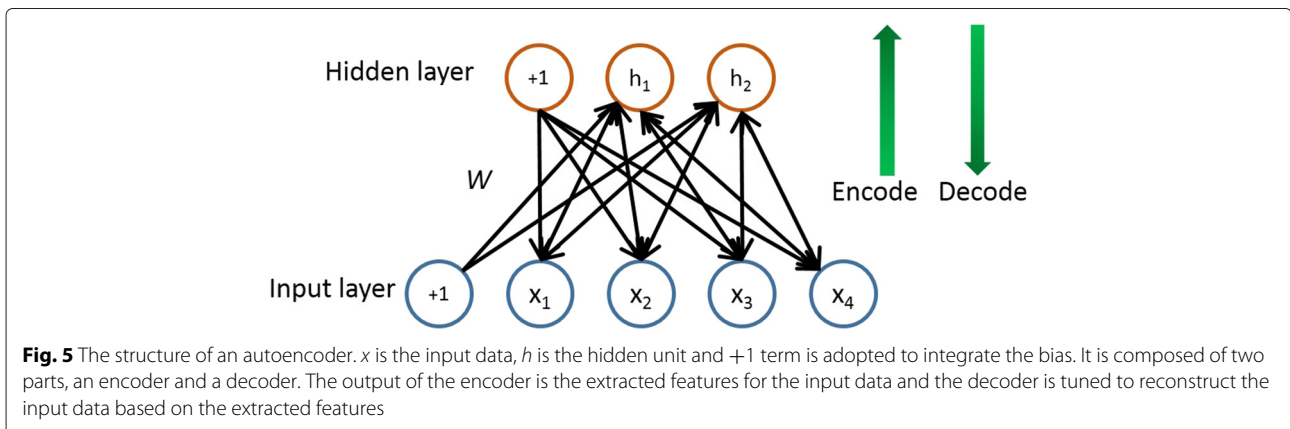 Hidden layer
+1 h₁ h₂
W
Encode Decode
Input layer
+1 x₁ x₂ x₃ x₄
Fig. 5 The structure of an autoencoder. x is the input data, h is the hidden unit and +1 term is adopted to integrate the bias. It is composed of two
parts, an encoder and a decoder. The output of the encoder is the extracted features for the input data and the decoder is tuned to reconstruct the
input data based on the extracted features